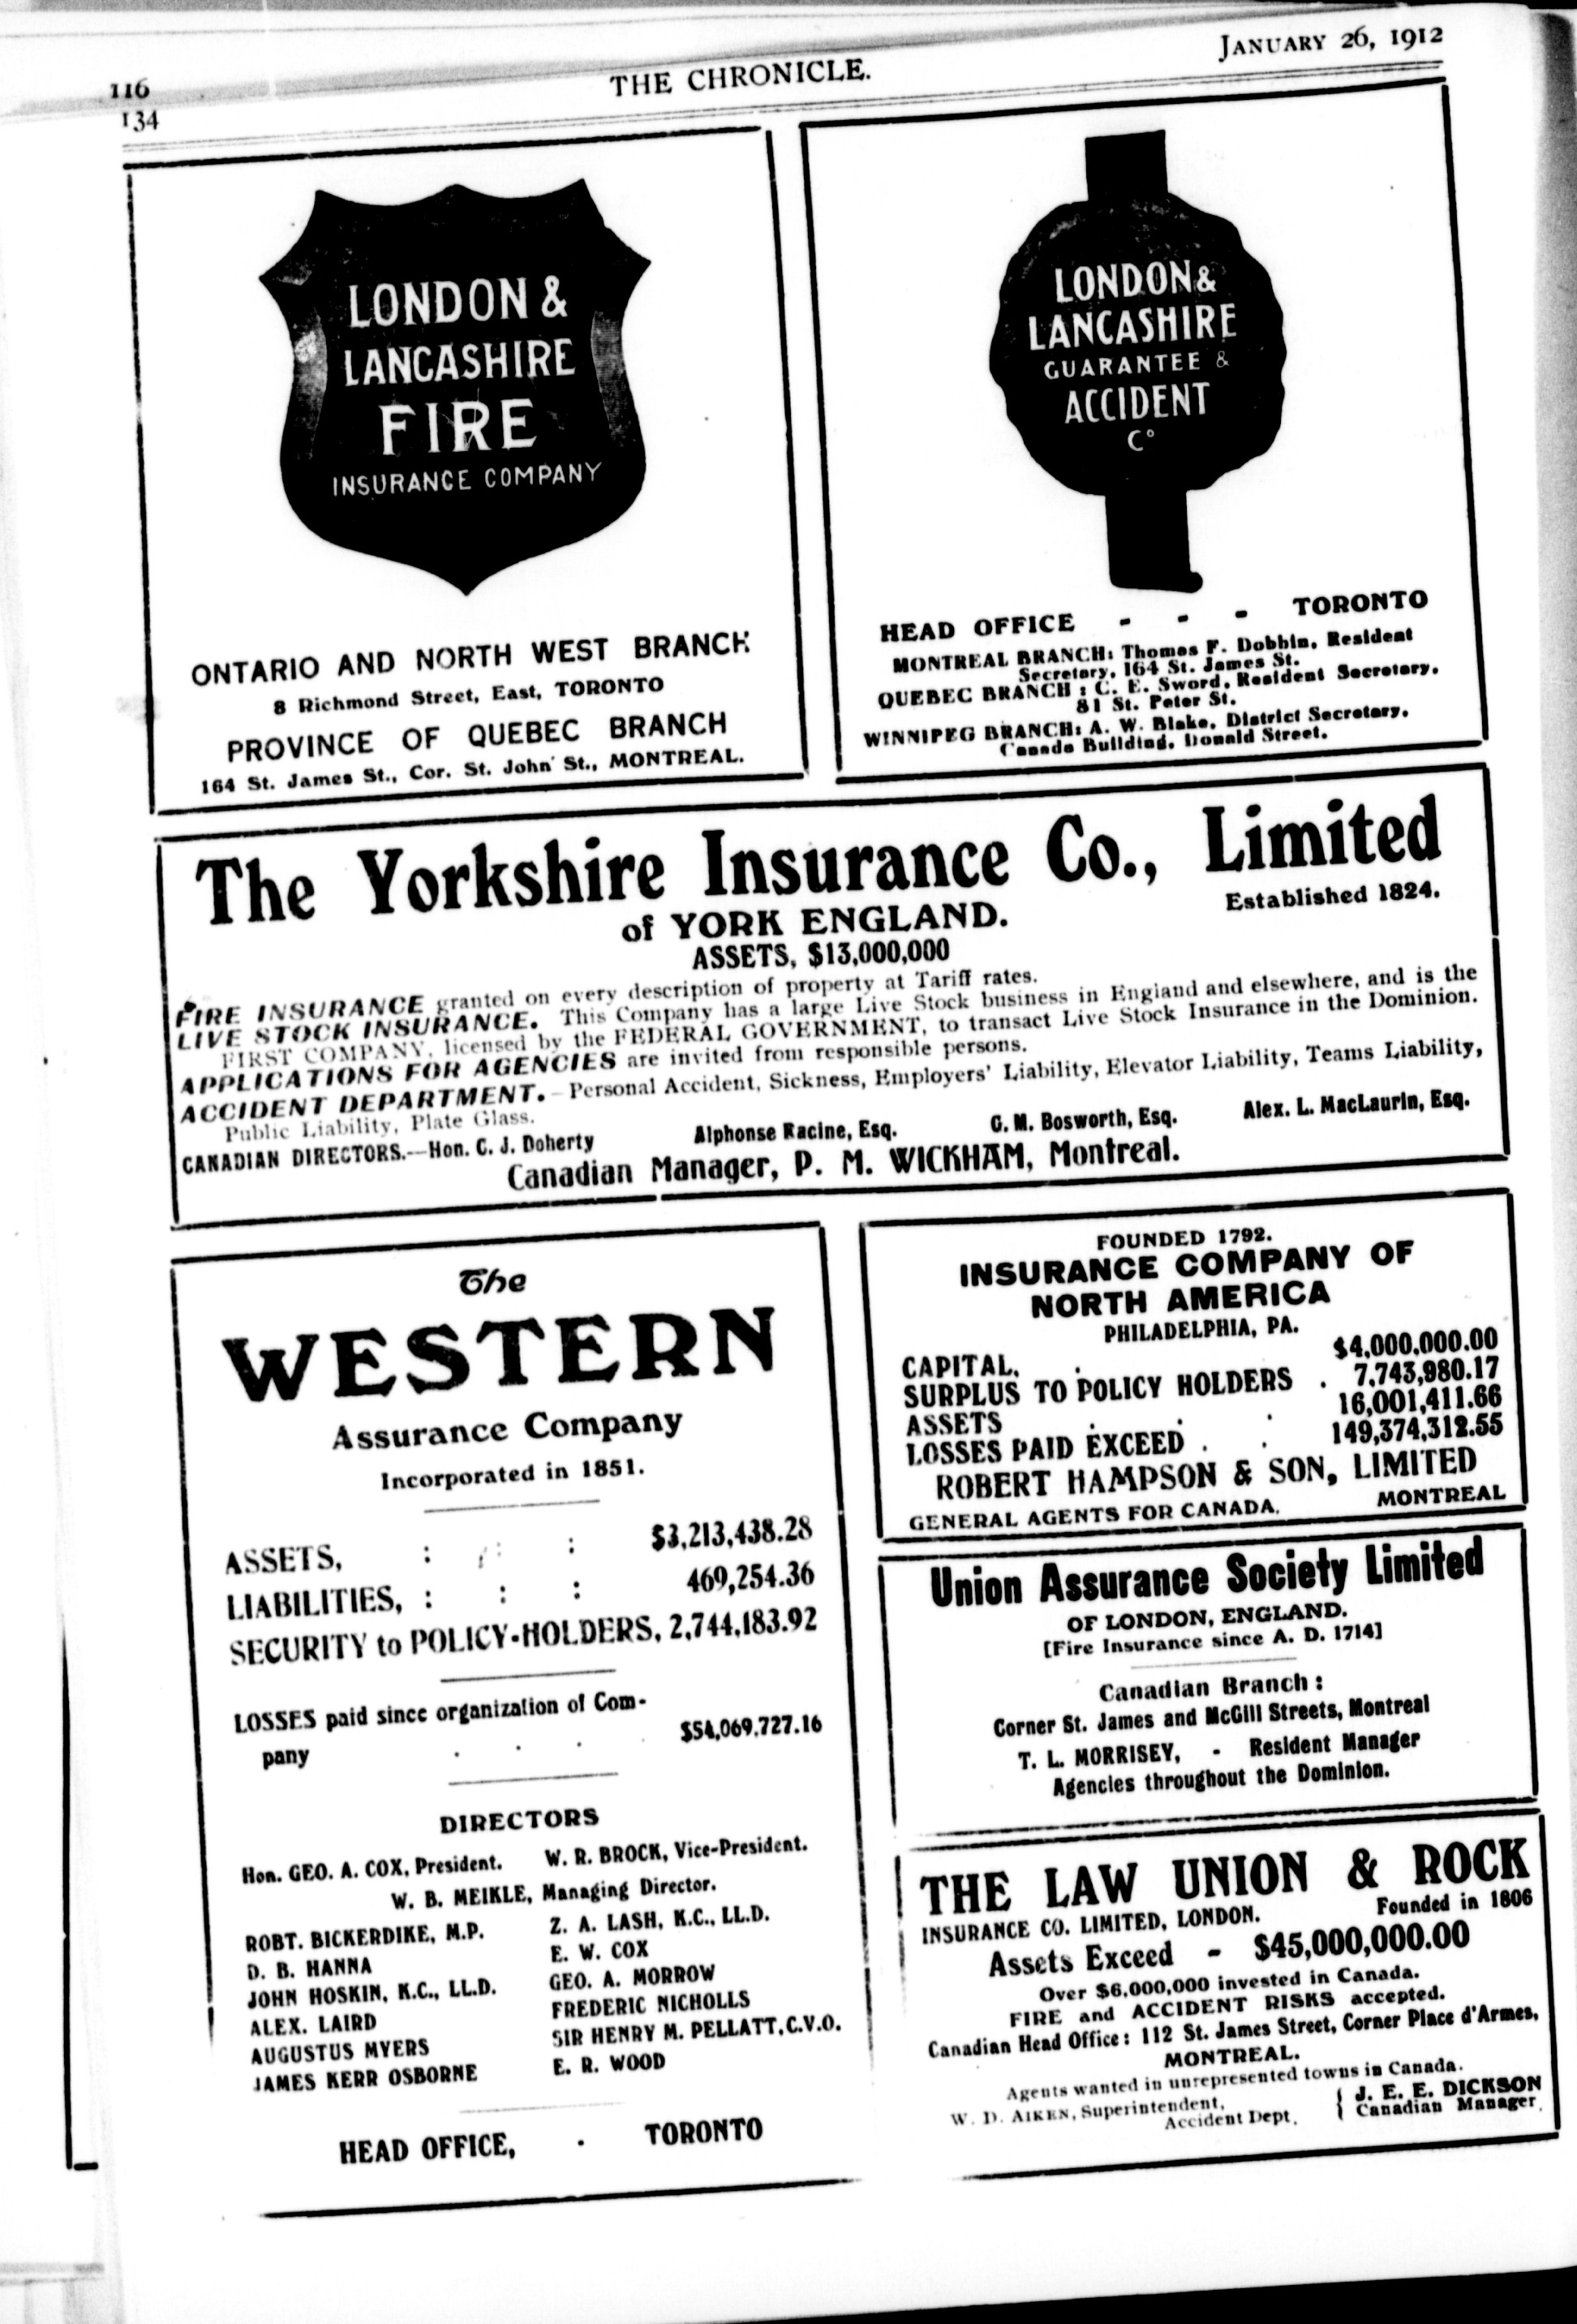 116
134
THE CHRONICLE.
JANUARY 26, 1912
LONDON &
LANCASHIRE
FIRE
INSURANCE COMPANY
ONTARIO AND NORTH WEST BRANCH
8 Richmond Street, East, TORONTO
PROVINCE OF QUEBEC BRANCH
164 St. James St., Cor. St. John St., MONTREAL.
LONDON &
LANCASHIRE
GUARANTEE &
ACCIDENT
Co
HEAD OFFICE - - - TORONTO
MONTREAL BRANCH: Thomas F. Dobbin, Resident
Secretary, 164 St. James St.
QUEBEC BRANCH : C. E. Sword, Resident Secretary,
81 St. Peter St.
WINNIPEG BRANCH: A. W. Blake, District Secretary,
Canada Building, Donald Street.
The Yorkshire Insurance Co., Limited
of YORK ENGLAND.
Established 1824.
ASSETS, $13,000,000
FIRE INSURANCE granted on every description of property at Tariff rates.
LIVE STOCK INSURANCE. This Company has a large Live Stock business in England and elsewhere, and is the
FIRST COMPANY, licensed by the FEDERAL GOVERNMENT, to transact Live Stock Insurance in the Dominion.
APPLICATIONS FOR AGENCIES are invited from responsible persons.
ACCIDENT DEPARTMENT.—Personal Accident, Sickness, Employers' Liability, Elevator Liability, Teams Liability,
Public Liability, Plate Glass.
CANADIAN DIRECTORS.—Hon. C. J. Doherty Alphonse Racine, Esq. G. M. Bosworth, Esq. Alex. L. MacLaurin, Esq.
Canadian Manager, P. M. WICKHAM, Montreal.
The
WESTERN
Assurance Company
Incorporated in 1851.
ASSETS, : : : $3,213,438.28
LIABILITIES, : : : 469,254.36
SECURITY to POLICY-HOLDERS, 2,744,183.92
LOSSES paid since organization of Com-
pany . . . . $54,069,727.16
DIRECTORS
Hon. GEO. A. COX, President. W. R. BROCK, Vice-President.
W. B. MEIKLE, Managing Director.
ROBT. BICKERDIKE, M.P. Z. A. LASH, K.C., LL.D.
D. B. HANNA E. W. COX
JOHN HOSKIN, K.C., LL.D. GEO. A. MORROW
ALEX. LAIRD FREDERIC NICHOLLS
AUGUSTUS MYERS SIR HENRY M. PELLATT, C.V.O.
JAMES KERR OSBORNE E. R. WOOD
HEAD OFFICE, . TORONTO
FOUNDED 1792.
INSURANCE COMPANY OF
NORTH AMERICA
PHILADELPHIA, PA.
CAPITAL, . $4,000,000.00
SURPLUS TO POLICY HOLDERS . 7,743,980.17
ASSETS . . . 16,001,411.66
LOSSES PAID EXCEED . . 149,374,312.55
ROBERT HAMPSON & SON, LIMITED
GENERAL AGENTS FOR CANADA. MONTREAL
Union Assurance Society Limited
OF LONDON, ENGLAND.
[Fire Insurance since A. D. 1714]
Canadian Branch :
Corner St. James and McGill Streets, Montreal
T. L. MORRISEY, - Resident Manager
Agencies throughout the Dominion.
THE LAW UNION & ROCK
INSURANCE CO. LIMITED, LONDON. Founded in 1806
Assets Exceed - $45,000,000.00
Over $6,000,000 invested in Canada.
FIRE and ACCIDENT RISKS accepted.
Canadian Head Office: 112 St. James Street, Corner Place d'Armes,
MONTREAL.
Agents wanted in unrepresented towns in Canada.
W. D. AIKEN, Superintendent, J. E. E. DICKSON
Accident Dept. Canadian Manager.